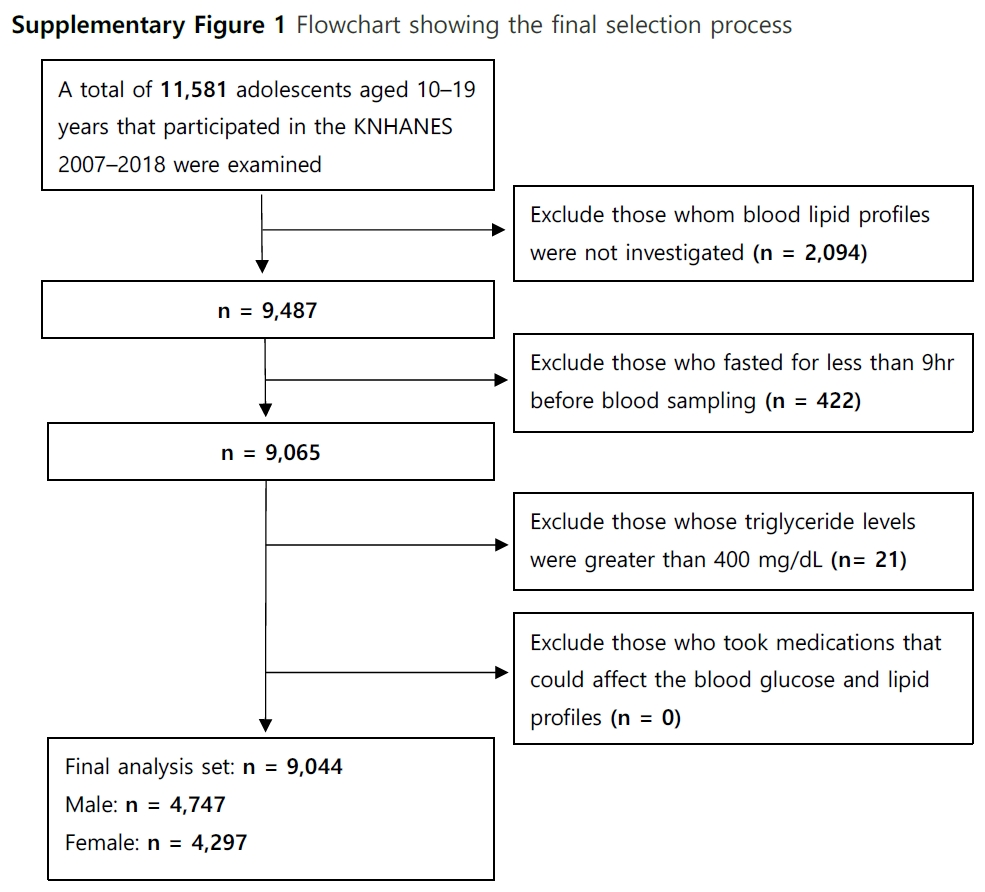 Supplementary Figure 1 Flowchart showing the final selection process
A total of 11,581 adolescents aged 10–19
years that participated in the KNHANES
2007–2018 were examined
Exclude those whom blood lipid profiles
were not investigated (n = 2,094)
n = 9,487
Exclude those who fasted for less than 9hr
before blood sampling (n = 422)
n = 9,065
Exclude those whose triglyceride levels
were greater than 400 mg/dL (n= 21)
Exclude those who took medications that
could affect the blood glucose and lipid
profiles (n = 0)
Final analysis set: n = 9,044
Male: n = 4,747
Female: n = 4,297